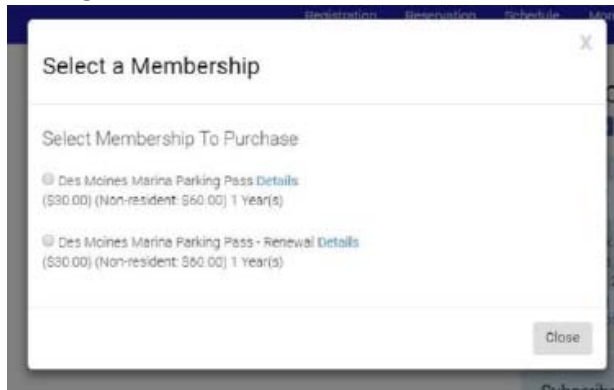 Registration Reservation Schedule
X
Select a Membership
Select Membership To Purchase
Des Moines Marina Parking Pass Details
($30.00) (Non-resident: $60.00) 1 Year(s)
Des Moines Marina Parking Pass - Renewal Details
($30.00) (Non-resident: $60.00) 1 Year(s)
Close